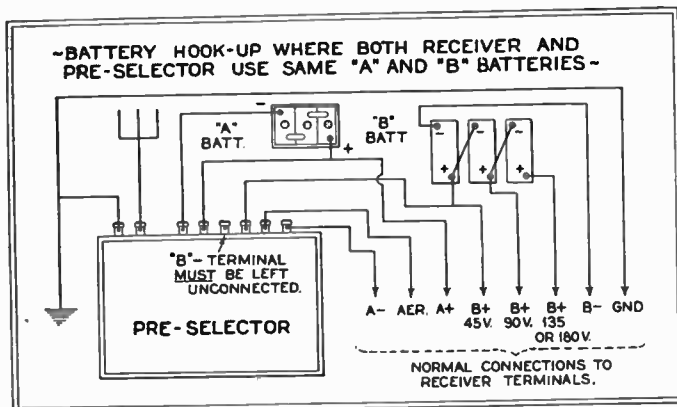 ~BATTERY HOOK-UP WHERE BOTH RECEIVER AND
PRE-SELECTOR USE SAME "A" AND "B" BATTERIES~
"A"
BATT.
- +
"B"
BATT
- - -
+ + +
"B"- TERMINAL
MUST BE LEFT
UNCONNECTED.
PRE-SELECTOR
A- AER. A+ B+ B+ B+ B- GND
45V. 90V. 135
OR 180V.
NORMAL CONNECTIONS TO
RECEIVER TERMINALS.